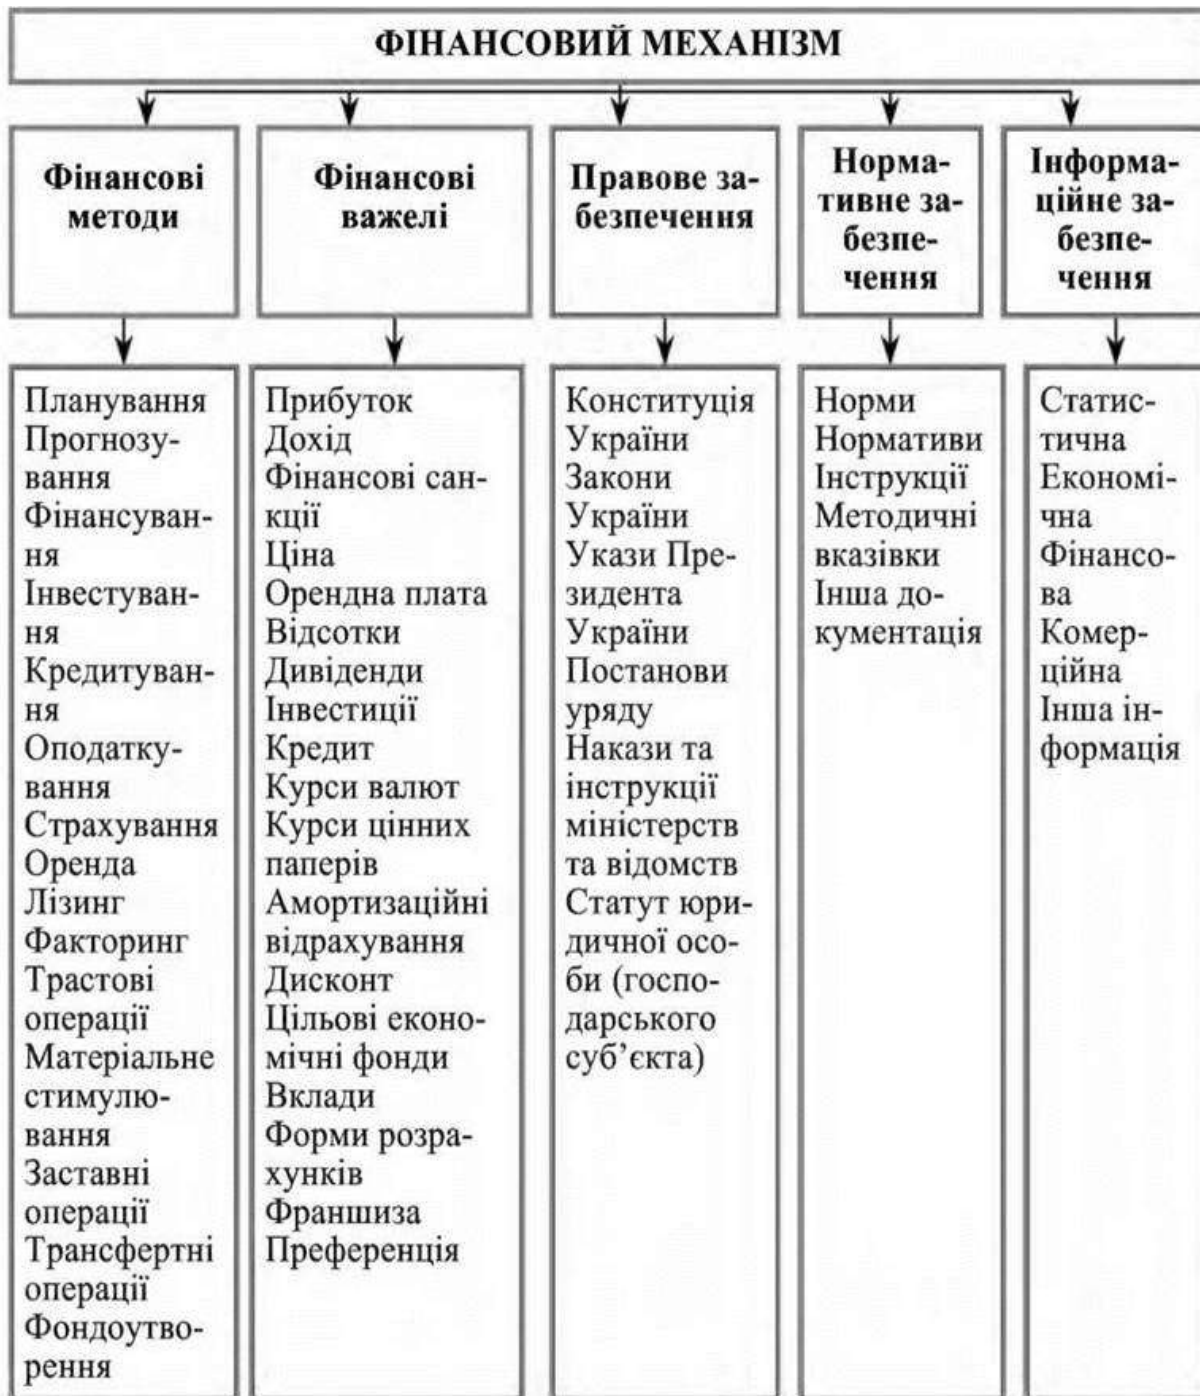 ФІНАНСОВИЙ МЕХАНІЗМ
Фінансові
методи
Фінансові
важелі
Правове за-
безпечення
Норма-
тивне за-
безпе-
чення
Інформа-
ційне за-
безпе-
чення
Планування
Прогнозу-
вання
Фінансуван-
ня
Інвестуван-
ня
Кредитуван-
ня
Оподатку-
вання
Страхування
Оренда
Лізинг
Факторинг
Трастові
операції
Матеріальне
стимулю-
вання
Заставні
операції
Трансфертні
операції
Фондоутво-
рення
Прибуток
Дохід
Фінансові сан-
кції
Ціна
Орендна плата
Відсотки
Дивіденди
Інвестиції
Кредит
Курси валют
Курси цінних
паперів
Амортизаційні
відрахування
Дисконт
Цільові еконо-
мічні фонди
Вклади
Форми розра-
хунків
Франшиза
Преференція
Конституція
України
Закони
України
Укази Пре-
зидента
України
Постанови
уряду
Накази та
інструкції
міністерств
та відомств
Статут юри-
дичної осо-
би (госпо-
дарського
суб’єкта)
Норми
Нормативи
Інструкції
Методичні
вказівки
Інша до-
кументація
Статис-
тична
Економі-
чна
Фінансо-
ва
Комер-
ційна
Інша ін-
формація